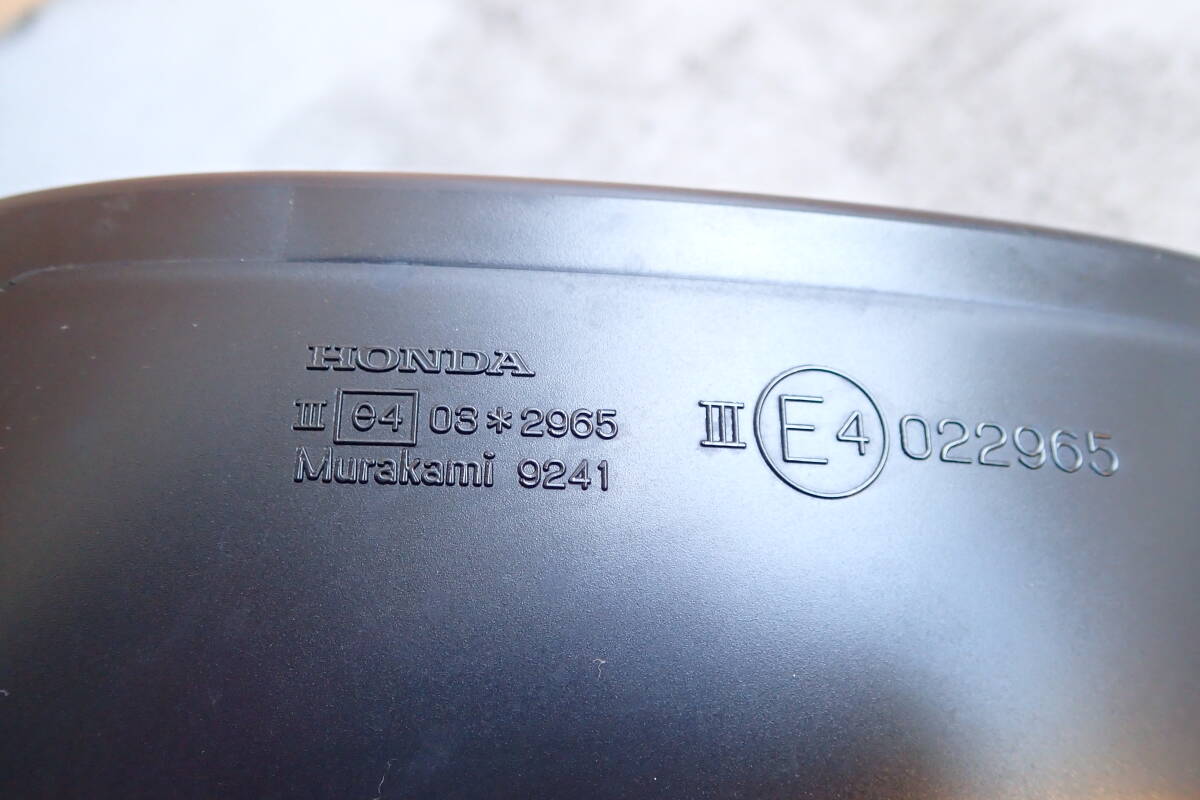 HONDA
III e4 03*2965
Murakami 9241
III E4 022965